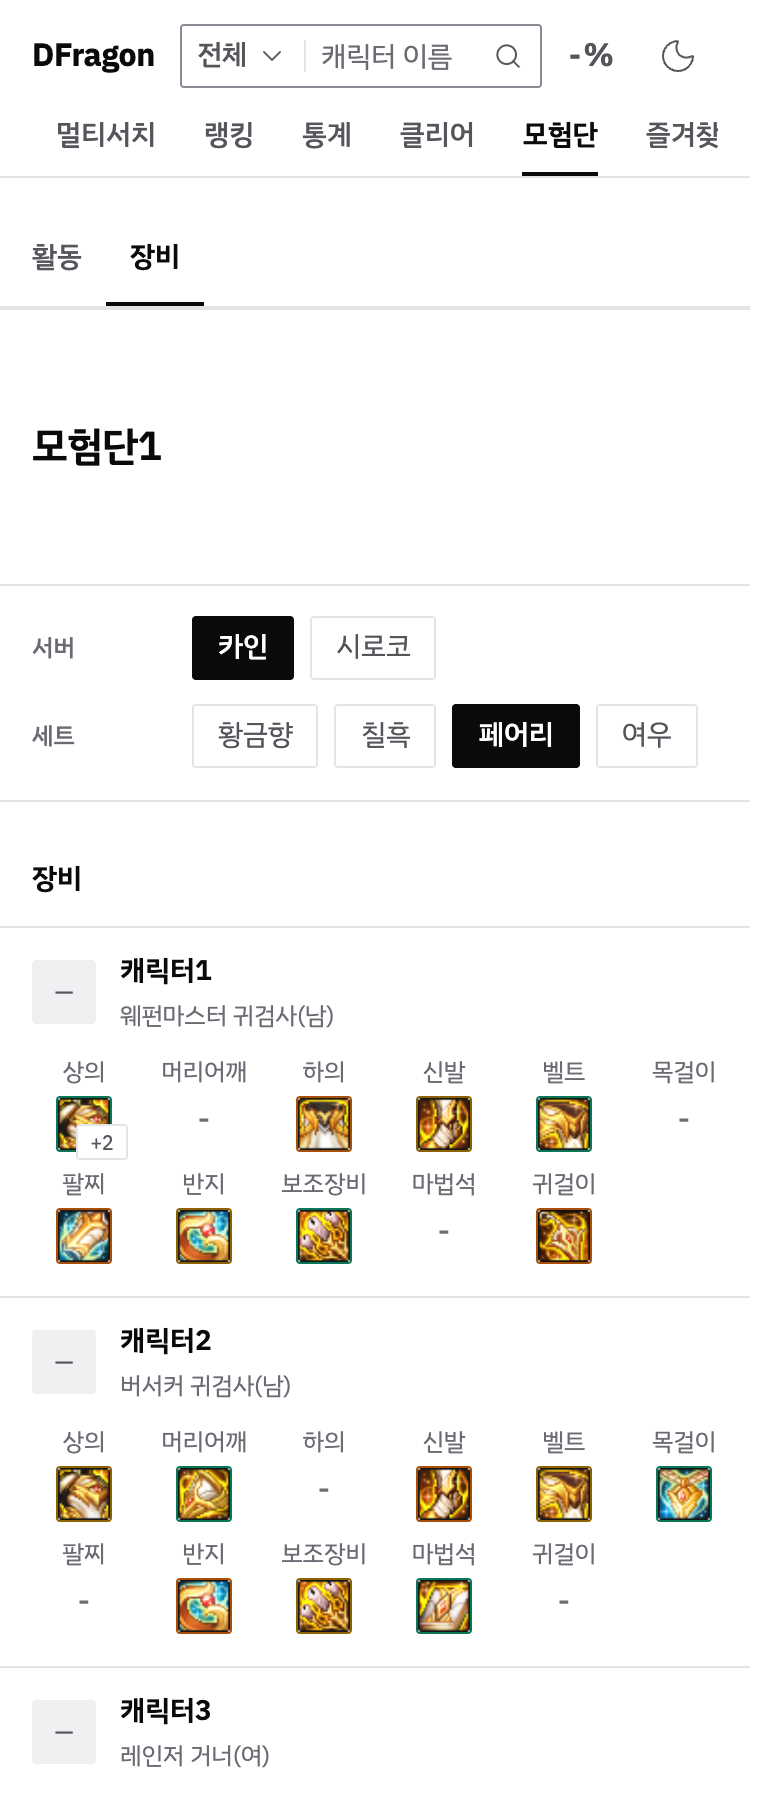 DFragon 전체 캐릭터 이름 -%
멀티서치 랭킹 통계 클리어 모험단 즐겨찾
활동 장비
모험단1
서버 카인 시로코
세트 황금향 칠흑 페어리 여우
장비
–
캐릭터1
웨펀마스터 귀검사(남)
상의 머리어깨 하의 신발 벨트 목걸이
+2 - -
팔찌 반지 보조장비 마법석 귀걸이
-
–
캐릭터2
버서커 귀검사(남)
상의 머리어깨 하의 신발 벨트 목걸이
-
팔찌 반지 보조장비 마법석 귀걸이
- -
–
캐릭터3
레인저 거너(여)